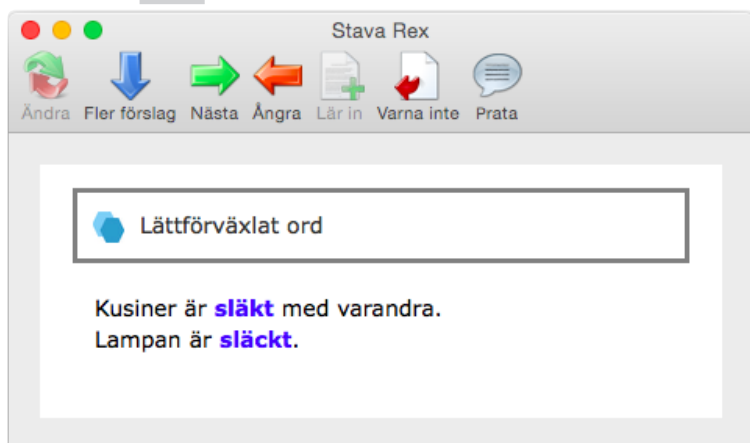 Stava Rex
Ändra Fler förslag Nästa Ångra Lär in Varna inte Prata
Lättförväxlat ord
Kusiner är släkt med varandra.
Lampan är släckt.